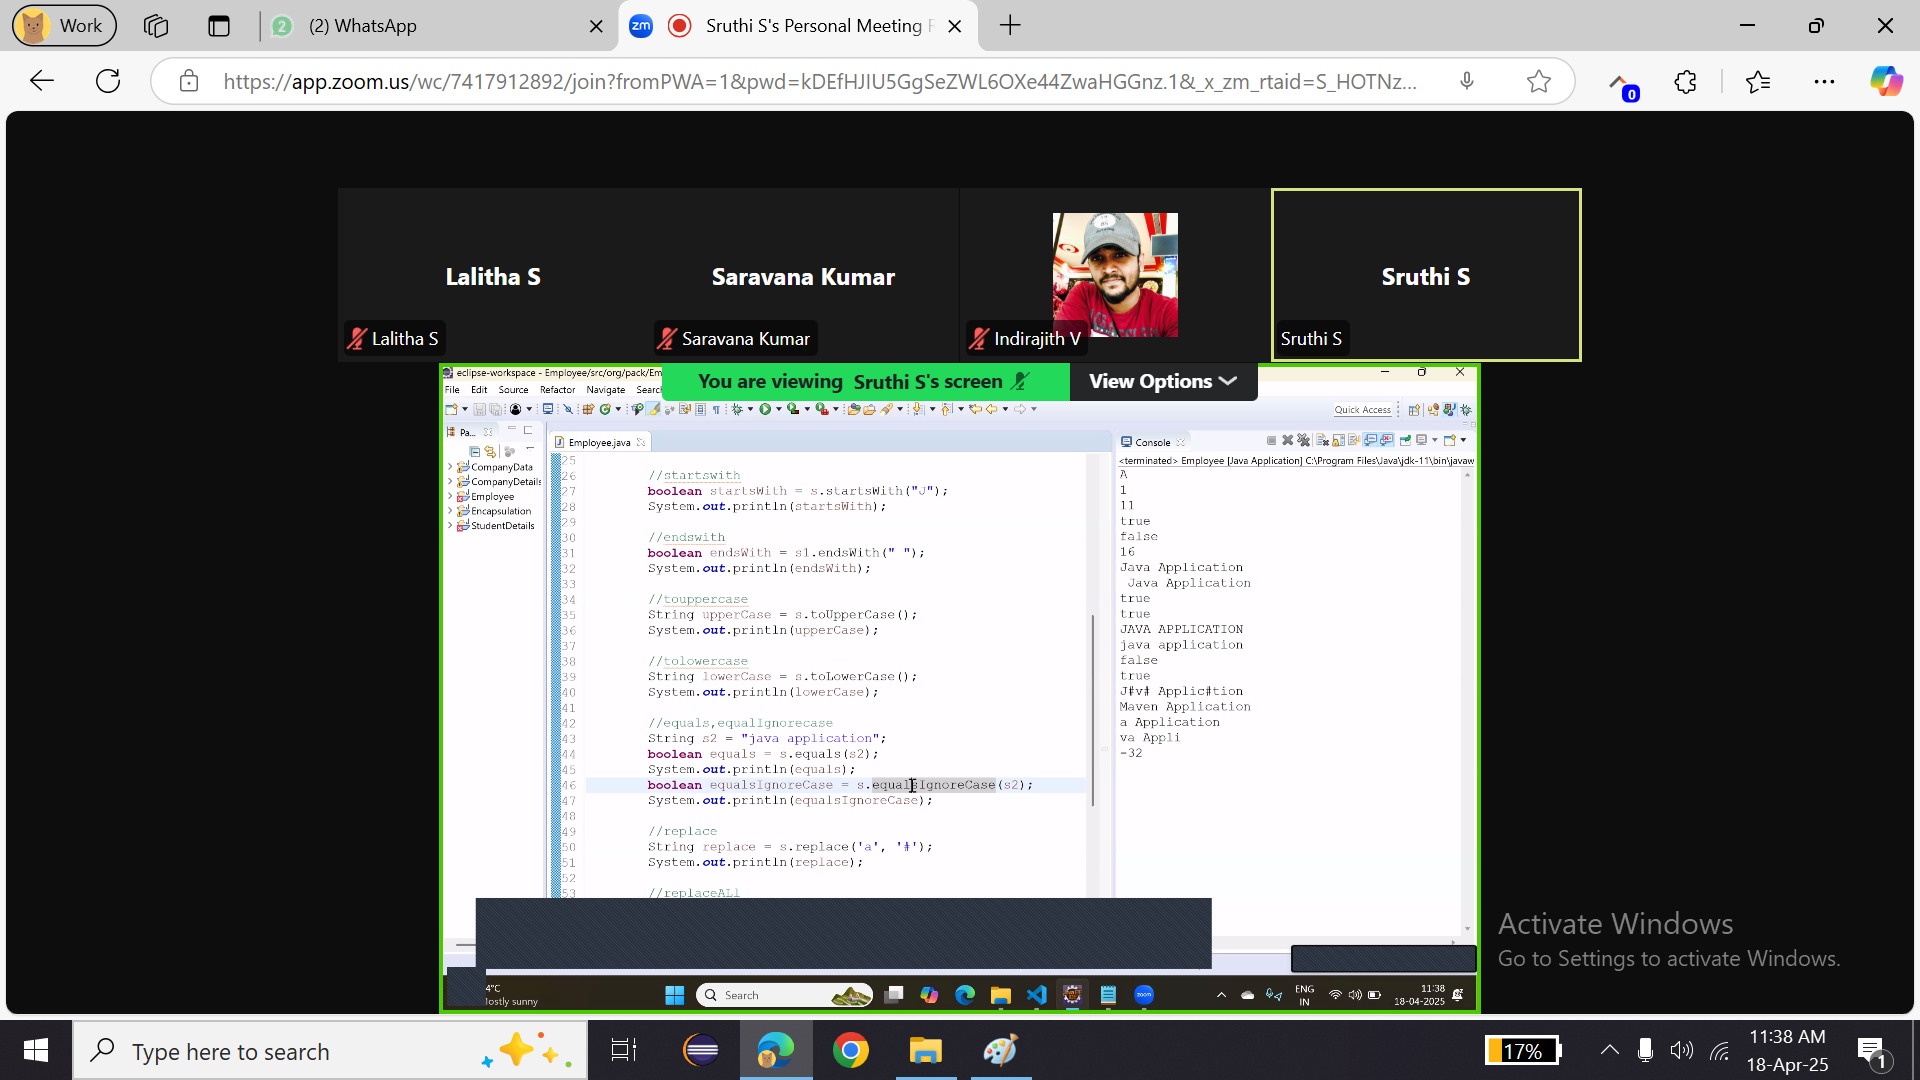 Work
2
(2) WhatsApp
zm
Sruthi S's Personal Meeting
https://app.zoom.us/wc/7417912892/join?fromPWA=1&pwd=kDEfHJIU5GgSeZWL6OXe44ZwaHGGnz.1&_x_zm_rtaid=S_HOTNz...
0
Lalitha S
Saravana Kumar
Sruthi S
Lalitha S
Saravana Kumar
Indirajith V
Sruthi S
eclipse-workspace - Employee/src/org/pack/Em
You are viewing Sruthi S's screen
View Options
File Edit Source Refactor Navigate Search
Quick Access
Pa...
Employee.java
Console
<terminated> Employee [Java Application] C:\Program Files\Java\jdk-11\bin\javaw
CompanyData
CompanyDetails
Employee
Encapsulation
StudentDetails
25
26 //startswith
27 boolean startsWith = s.startsWith("J");
28 System.out.println(startsWith);
29
30 //endswith
31 boolean endsWith = s1.endsWith(" ");
32 System.out.println(endsWith);
33
34 //touppercase
35 String upperCase = s.toUpperCase();
36 System.out.println(upperCase);
37
38 //tolowercase
39 String lowerCase = s.toLowerCase();
40 System.out.println(lowerCase);
41
42 //equals,equalIgnorecase
43 String s2 = "java application";
44 boolean equals = s.equals(s2);
45 System.out.println(equals);
46 boolean equalsIgnoreCase = s.equalsIgnoreCase(s2);
47 System.out.println(equalsIgnoreCase);
48
49 //replace
50 String replace = s.replace('a', '#');
51 System.out.println(replace);
52
53 //replaceALl
A
1
11
true
false
16
Java Application
Java Application
true
true
JAVA APPLICATION
java application
false
true
J#v# Applic#tion
Maven Application
a Application
va Appli
-32
Activate Windows
Go to Settings to activate Windows.
4°C
ostly sunny
Search
zoom
ENG
IN
11:38
18-04-2025
Type here to search
17%
11:38 AM
18-Apr-25
1